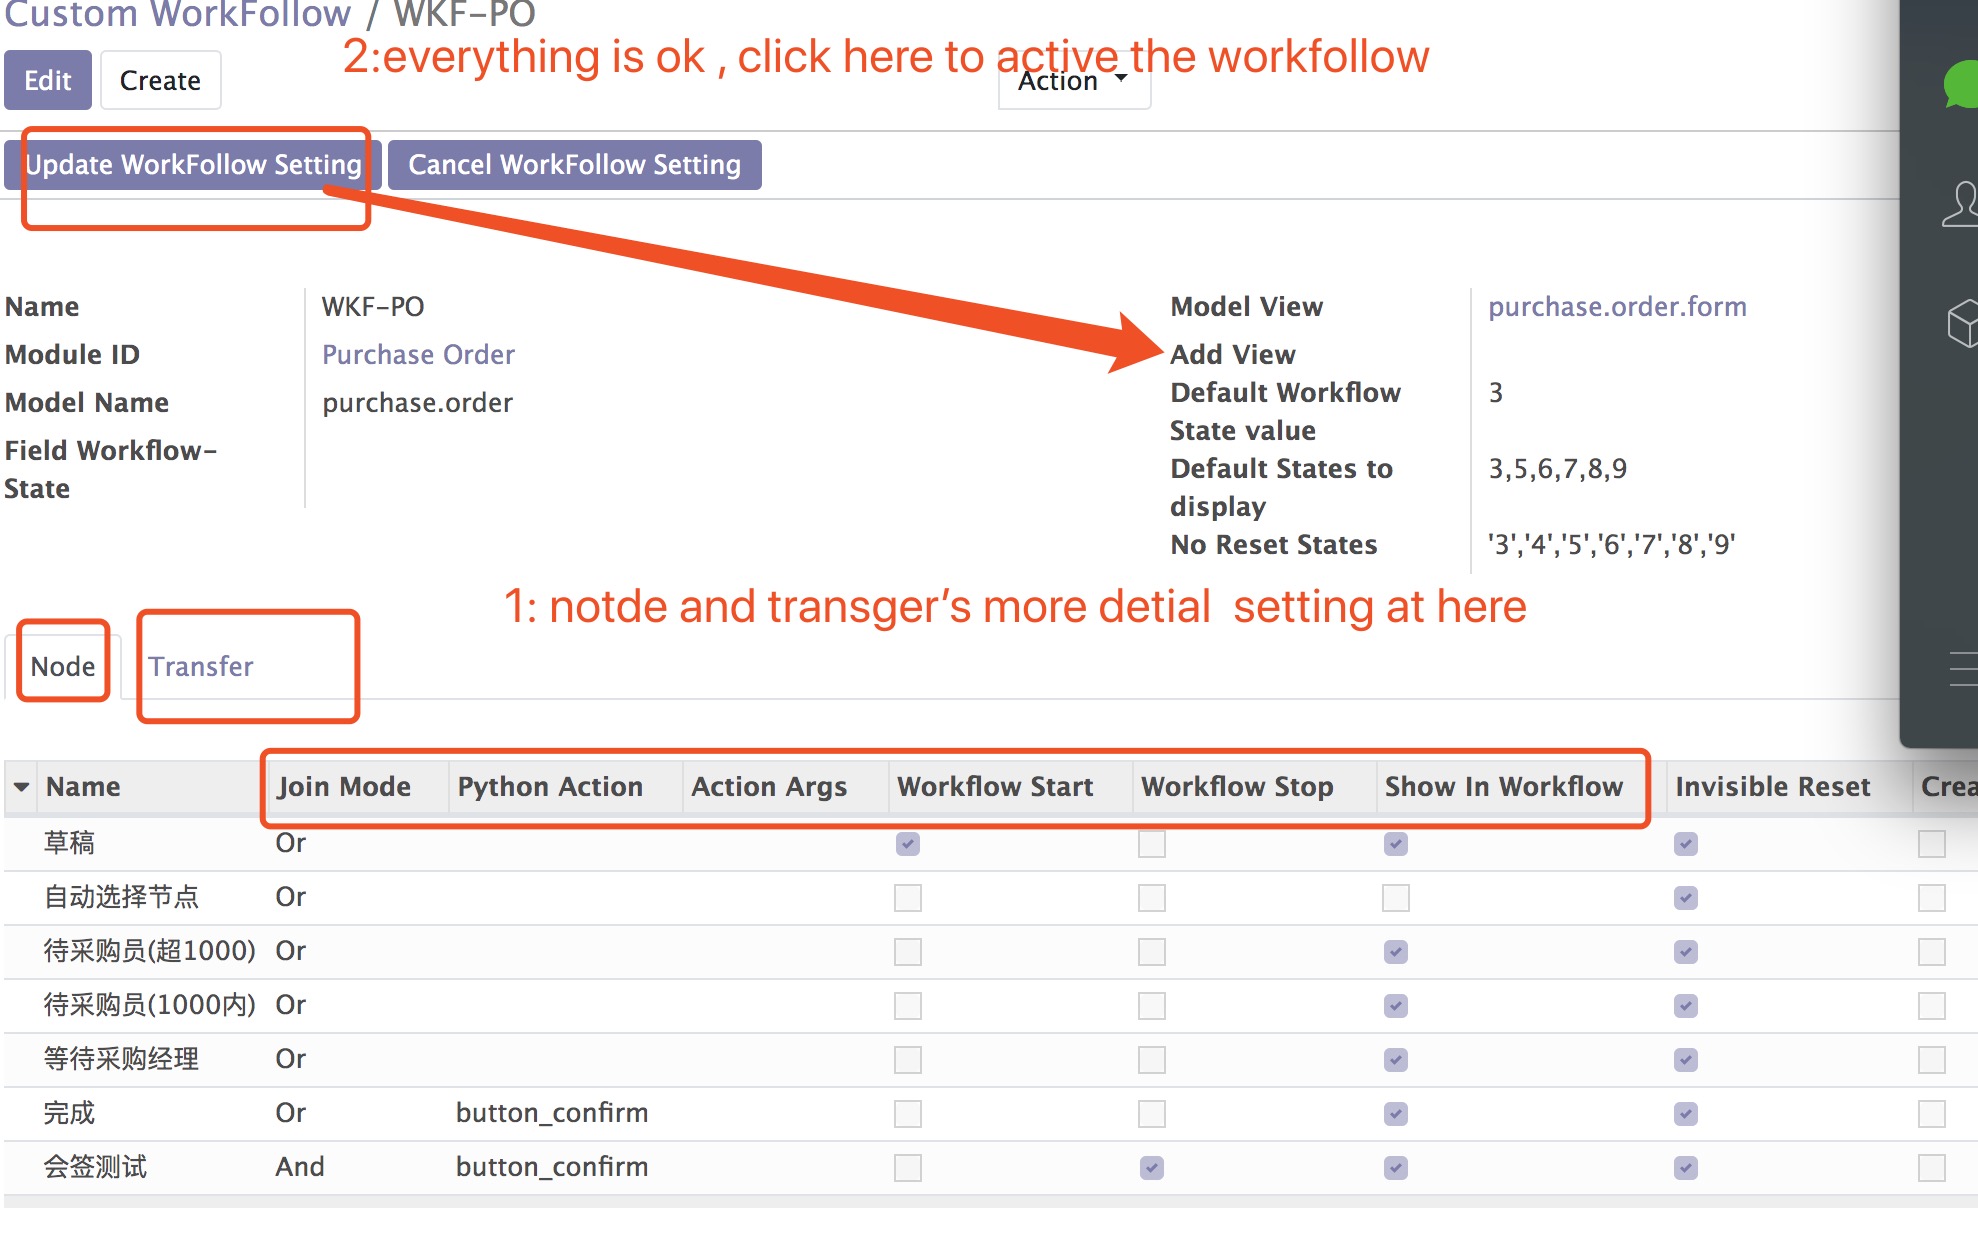 Custom WorkFollow / WKF-PO
2:everything is ok , click here to active the workfollow
Edit
Create
Action
Update WorkFollow Setting
Cancel WorkFollow Setting
Name WKF-PO
Module ID Purchase Order
Model Name purchase.order
Field Workflow-
State
Model View purchase.order.form
Add View
Default Workflow 3
State value
Default States to 3,5,6,7,8,9
display
No Reset States '3','4','5','6','7','8','9'
1: notde and transger's more detial setting at here
Node
Transfer
Name Join Mode Python Action Action Args Workflow Start Workflow Stop Show In Workflow Invisible Reset Crea
草稿 Or
自动选择节点 Or
待采购员(超1000) Or
待采购员(1000内) Or
等待采购经理 Or
完成 Or button_confirm
会签测试 And button_confirm